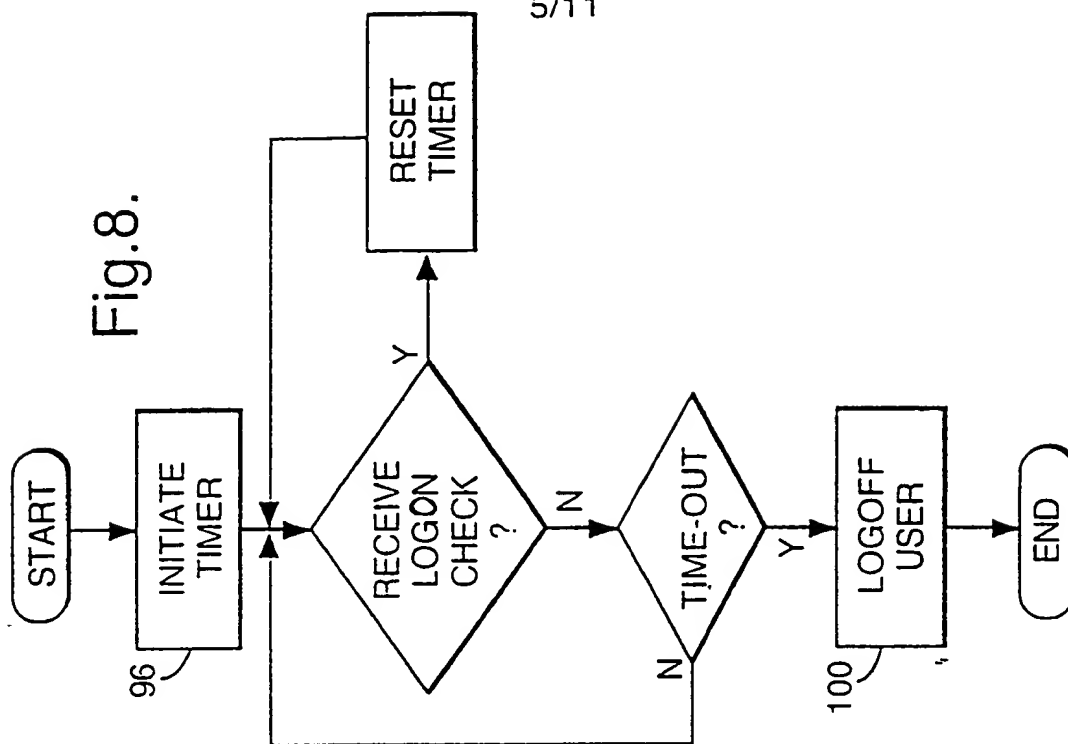 5/11
Fig.8.
START
INITIATE
TIMER
96
RECEIVE
LOGON
CHECK
?
Y
RESET
TIMER
N
TIME-OUT
?
N
Y
LOGOFF
USER
100
END